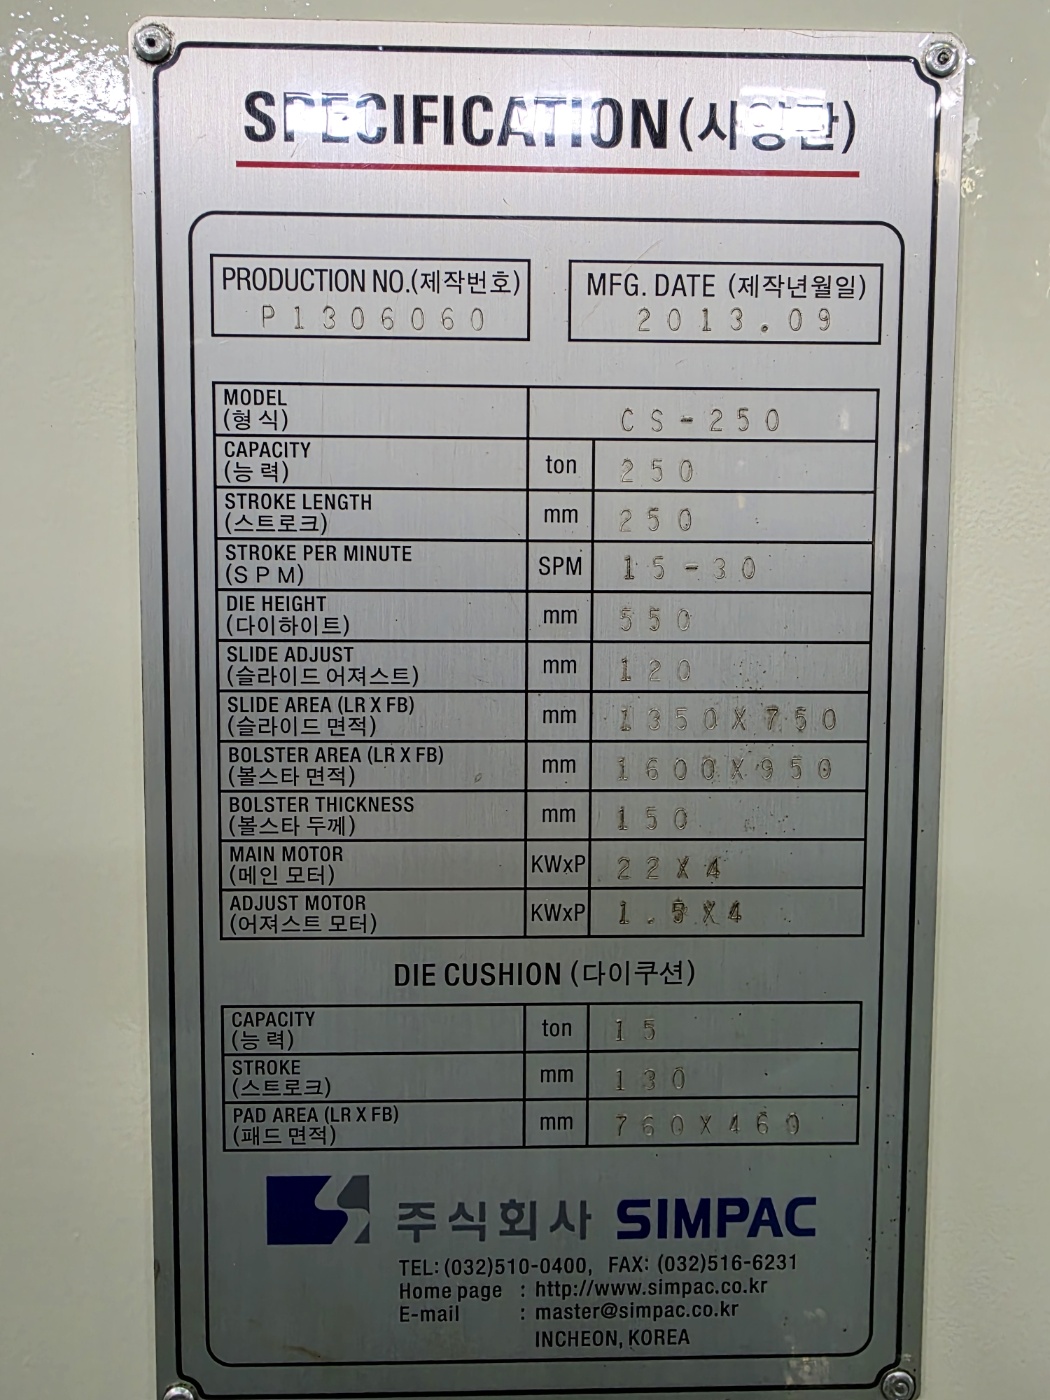 SPECIFICATION(사양판)
PRODUCTION NO.(제작번호)
P1306060
MFG. DATE (제작년월일)
2013.09
MODEL
(형 식)
CS-250
CAPACITY
(능 력)
ton
250
STROKE LENGTH
(스트로크)
mm
250
STROKE PER MINUTE
(S P M)
SPM
15-30
DIE HEIGHT
(다이하이트)
mm
550
SLIDE ADJUST
(슬라이드 어져스트)
mm
120
SLIDE AREA (LR X FB)
(슬라이드 면적)
mm
1350X750
BOLSTER AREA (LR X FB)
(볼스타 면적)
mm
1600X950
BOLSTER THICKNESS
(볼스타 두께)
mm
150
MAIN MOTOR
(메인 모터)
KWxP
22X4
ADJUST MOTOR
(어져스트 모터)
KWxP
1.5X4
DIE CUSHION (다이쿠션)
CAPACITY
(능 력)
ton
15
STROKE
(스트로크)
mm
130
PAD AREA (LR X FB)
(패드 면적)
mm
760X460
주식회사 SIMPAC
TEL: (032)510-0400, FAX: (032)516-6231
Home page : http://www.simpac.co.kr
E-mail : master@simpac.co.kr
INCHEON, KOREA